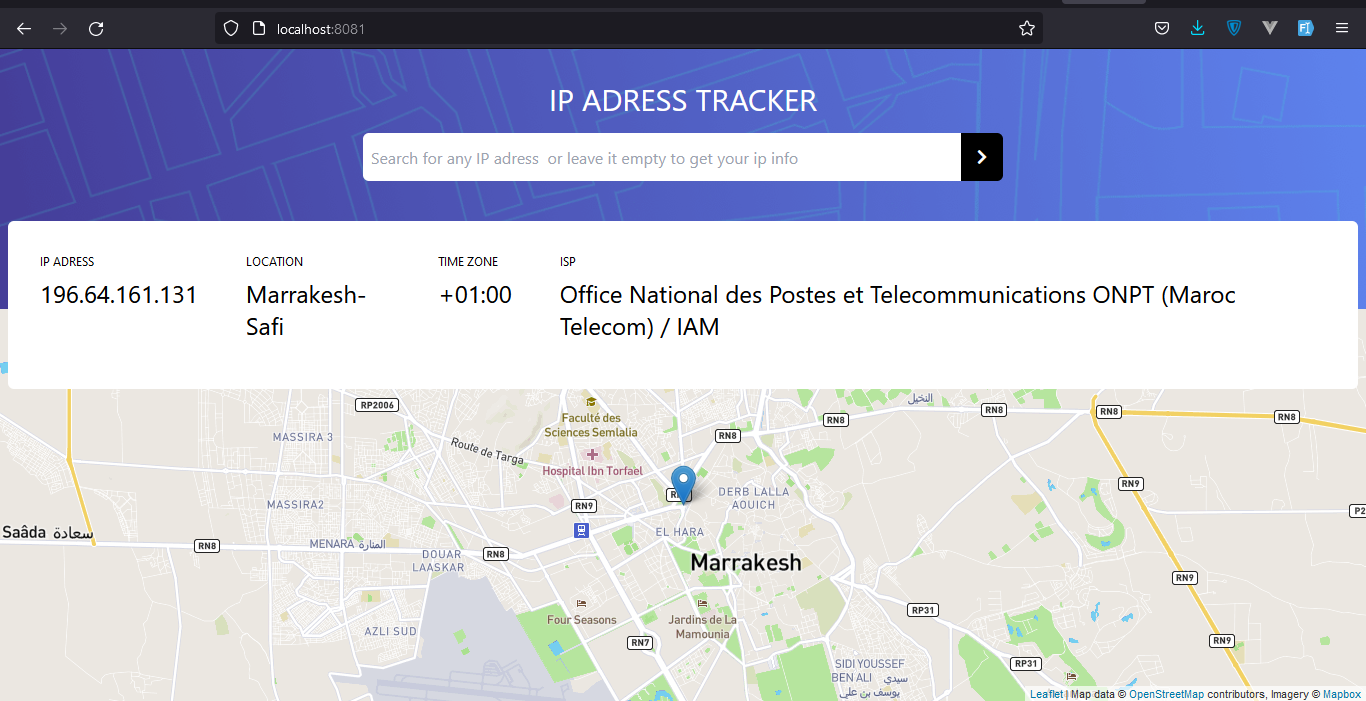 localhost:8081
IP ADRESS TRACKER
Search for any IP adress  or leave it empty to get your ip info
IP ADRESS
196.64.161.131
LOCATION
Marrakesh-
Safi
TIME ZONE
+01:00
ISP
Office National des Postes et Telecommunications ONPT (Maroc
Telecom) / IAM
RP2006
Faculté des
Sciences Semlalia
النخيل
RN8
RN8
RN8
RN8
RN8
MASSIRA 3
Route de Targa
Hospital Ibn Torfael
RN9
DERB LALLA
AOUICH
MASSIRA2
RN9
P2
Saâda سعادة
EL HARA
RN8
MENARA المنارة
DOUAR
LAASKAR
RN8
Marrakesh
RN9
RP31
Four Seasons
Jardins de La
Mamounia
AZLI SUD
RN7
RN9
SIDI YOUSSEF
BEN ALI سيدي
يوسف بن علي
RP31
Leaflet | Map data © OpenStreetMap contributors, Imagery © Mapbox